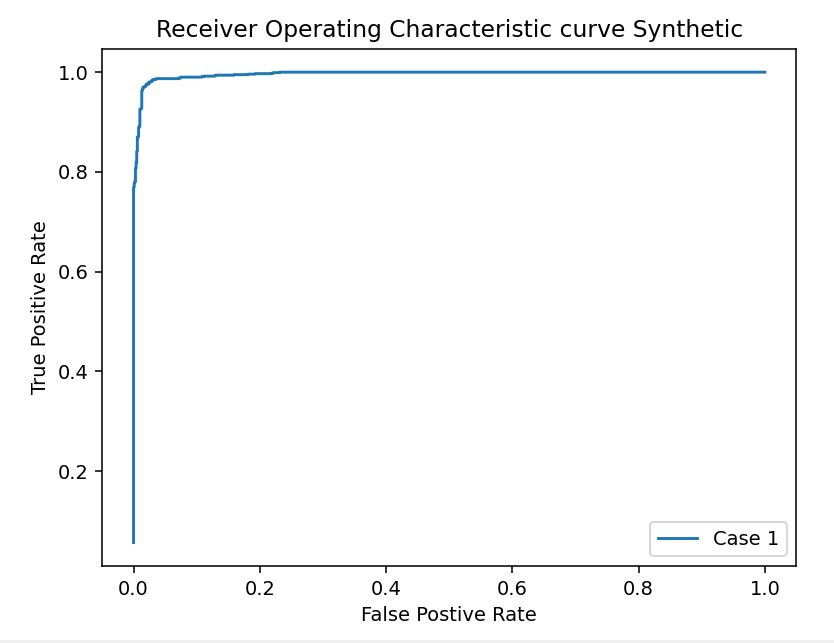 Receiver Operating Characteristic curve Synthetic
1.0
0.8
0.6
0.4
0.2
True Positive Rate
Case 1
0.0 0.2 0.4 0.6 0.8 1.0
False Postive Rate